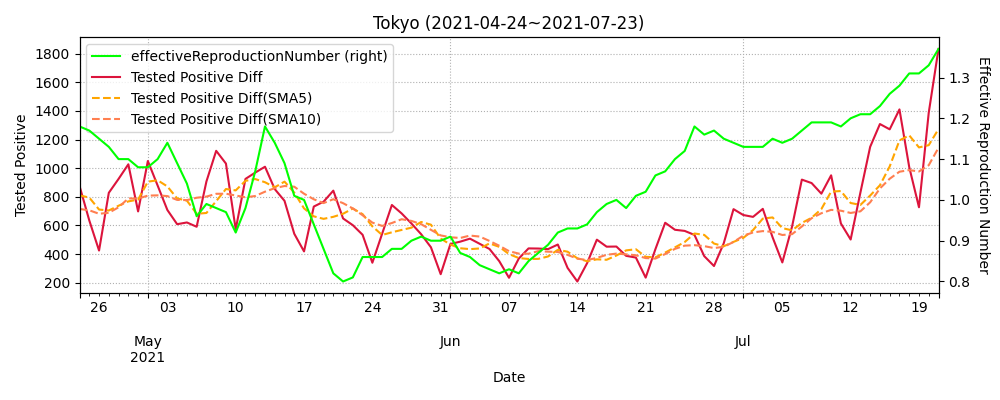 Tokyo (2021-04-24~2021-07-23)
effectiveReproductionNumber (right)
Tested Positive Diff
Tested Positive Diff(SMA5)
Tested Positive Diff(SMA10)
Tested Positive
1800
1600
1400
1200
1000
800
600
400
200
Effective Reproduction Number
1.3
1.2
1.1
1.0
0.9
0.8
26 03 10 17 24 31 07 14 21 28 05 12 19
May Jun Jul
2021
Date